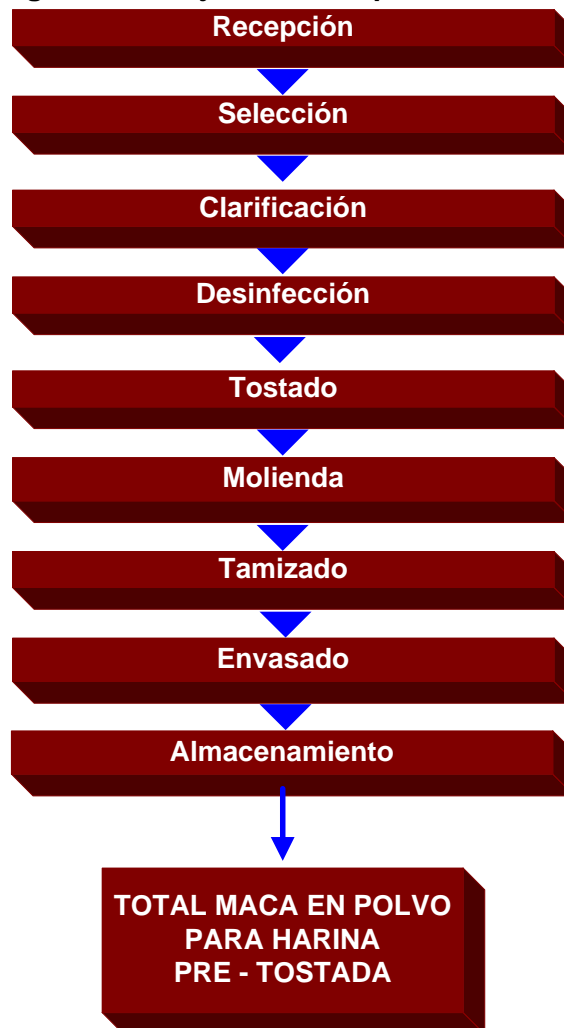 Recepción
Selección
Clarificación
Desinfección
Tostado
Molienda
Tamizado
Envasado
Almacenamiento
TOTAL MACA EN POLVO
PARA HARINA
PRE - TOSTADA